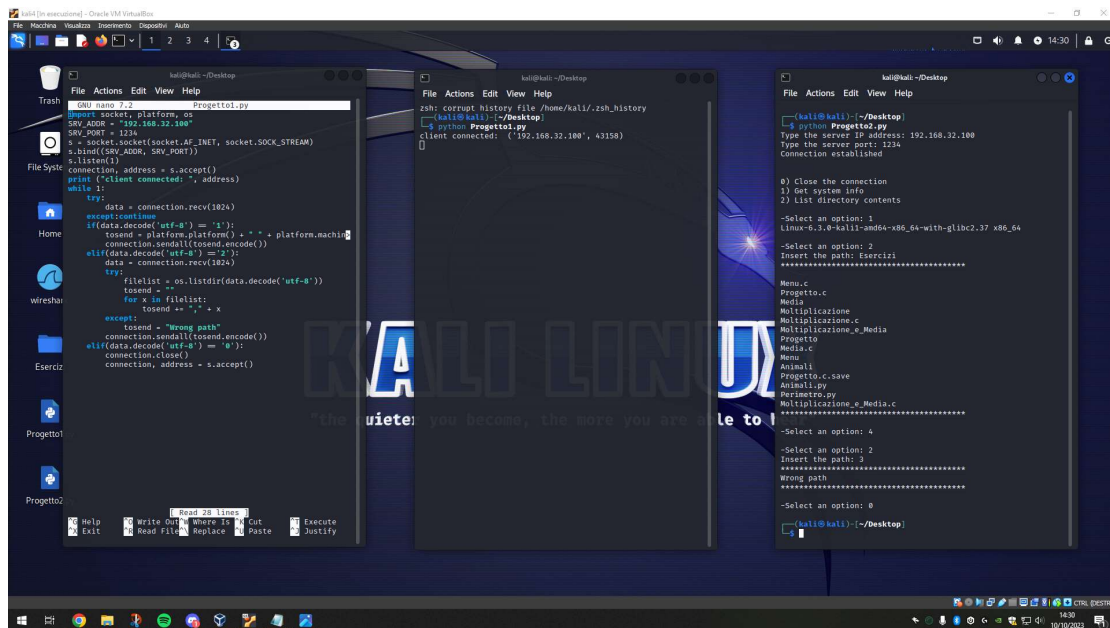 kali4 [In esecuzione] - Oracle VM VirtualBox
File Macchina Visualizza Inserimento Dispositivi Aiuto
1 2 3 4
14:30
Trash
File Syste
Home
wireshar
Eserciz
Progetto1
Progetto2
kali@kali: ~/Desktop
File Actions Edit View Help
GNU nano 7.2 Progetto1.py
import socket, platform, os
SRV_ADDR = "192.168.32.100"
SRV_PORT = 1234
s = socket.socket(socket.AF_INET, socket.SOCK_STREAM)
s.bind((SRV_ADDR, SRV_PORT))
s.listen(1)
connection, address = s.accept()
print ("client connected: ", address)
while 1:
    try:
        data = connection.recv(1024)
    except:continue
    if(data.decode('utf-8') == '1'):
        tosend = platform.platform() + " " + platform.machin>
        connection.sendall(tosend.encode())
    elif(data.decode('utf-8') =='2'):
        data = connection.recv(1024)
        try:
            filelist = os.listdir(data.decode('utf-8'))
            tosend = ""
            for x in filelist:
                tosend += "," + x
        except:
            tosend = "Wrong path"
        connection.sendall(tosend.encode())
    elif(data.decode('utf-8') == '0'):
        connection.close()
        connection, address = s.accept()
[ Read 28 lines ]
^G Help ^O Write Out ^W Where Is ^K Cut ^T Execute
^X Exit ^R Read File ^\ Replace ^U Paste ^J Justify
kali@kali: ~/Desktop
File Actions Edit View Help
zsh: corrupt history file /home/kali/.zsh_history
(kali㉿kali)-[~/Desktop]
$ python Progetto1.py
client connected: ('192.168.32.100', 43158)
kali@kali: ~/Desktop
File Actions Edit View Help
(kali㉿kali)-[~/Desktop]
$ python Progetto2.py
Type the server IP address: 192.168.32.100
Type the server port: 1234
Connection established
0) Close the connection
1) Get system info
2) List directory contents
-Select an option: 1
Linux-6.3.0-kali1-amd64-x86_64-with-glibc2.37 x86_64
-Select an option: 2
Insert the path: Esercizi
****************************************
Menu.c
Progetto.c
Media
Moltiplicazione
Moltiplicazione.c
Moltiplicazione_e_Media
Progetto
Media.c
Menu
Animali
Progetto.c.save
Animali.py
Perimetro.py
Moltiplicazione_e_Media.c
****************************************
-Select an option: 4
-Select an option: 2
Insert the path: 3
****************************************
Wrong path
****************************************
-Select an option: 0
(kali㉿kali)-[~/Desktop]
$
KALI LINUX
"the quieter you become, the more you are able to hear
CTRL (DESTR
14:30
10/10/2023